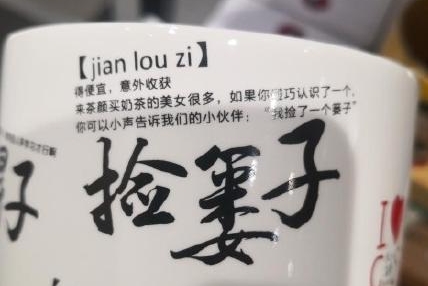 【jian lou zi】
得便宜，意外收获
来茶颜买奶茶的美女很多，如果你碰巧认识了一个，
你可以小声告诉我们的小伙伴：“我捡了一个篓子”
捡篓子
子
I
C